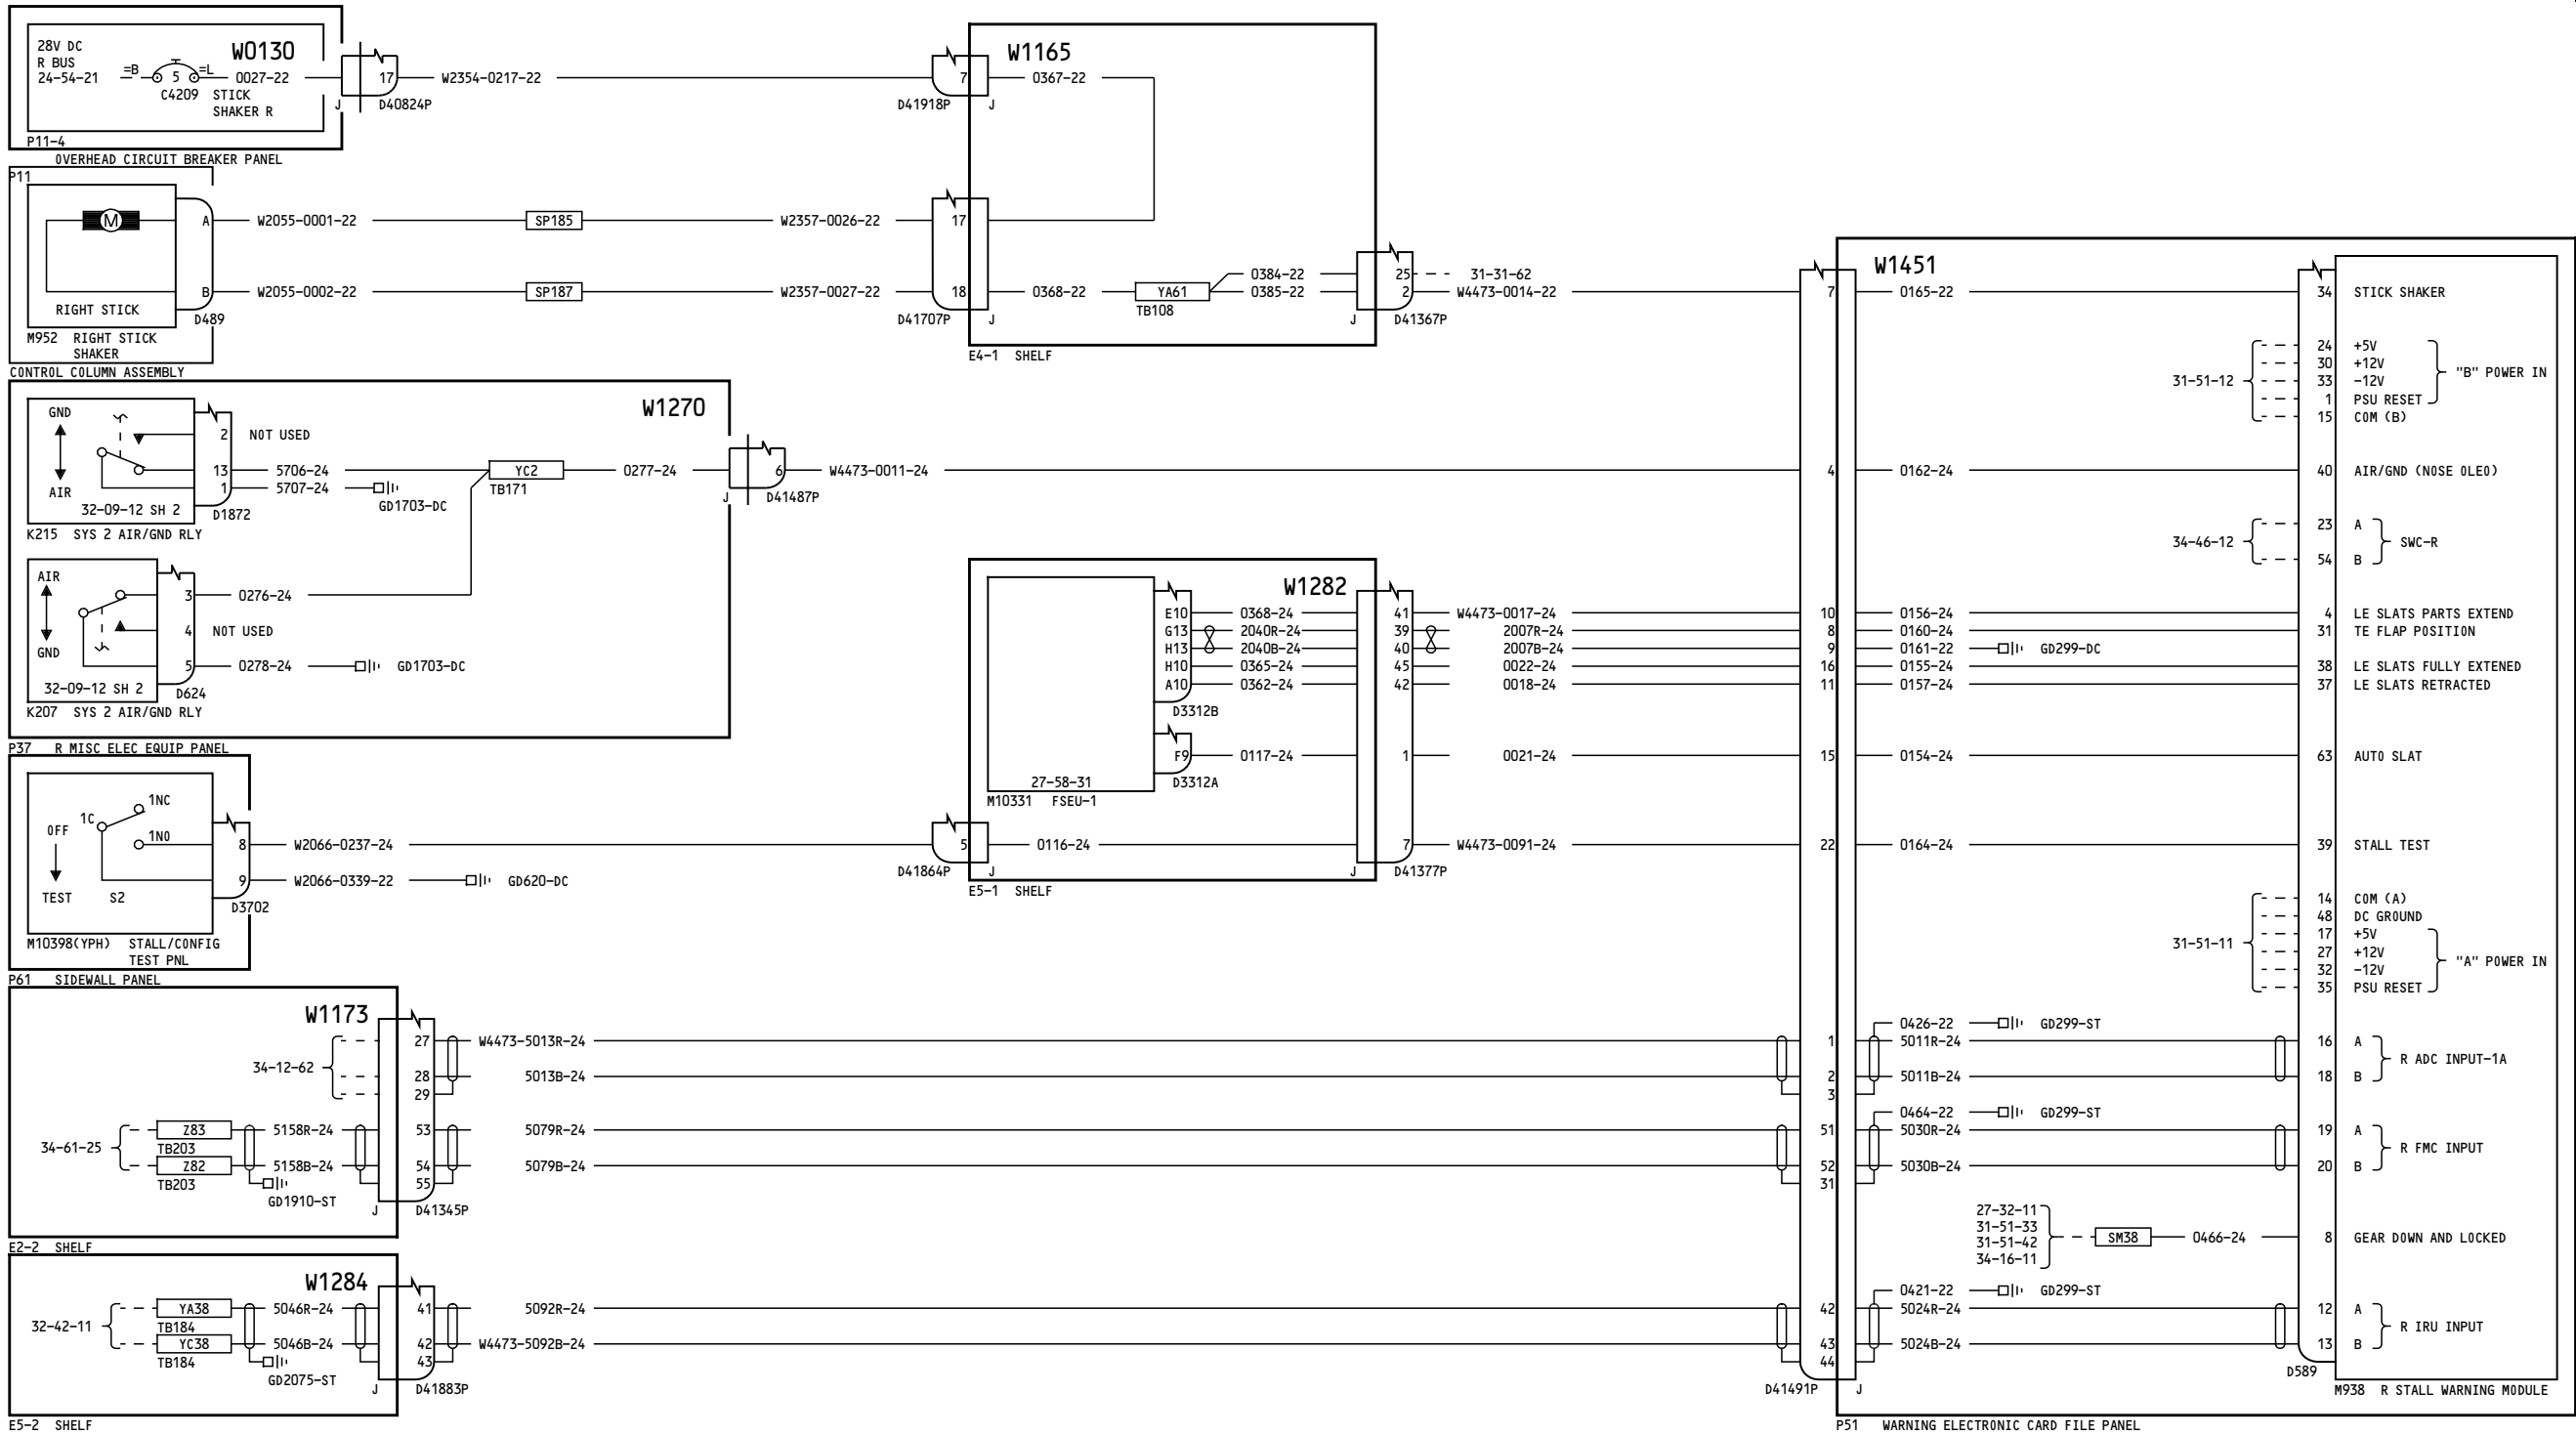 28V DC
R BUS
24-54-21
=B
5
=L
C4209
W0130
0027-22
STICK
SHAKER R
P11-4
OVERHEAD CIRCUIT BREAKER PANEL
P11
J
17
D40824P
W2354-0217-22
D41918P
7
J
W1165
0367-22
M
RIGHT STICK
A
B
D489
M952 RIGHT STICK
SHAKER
CONTROL COLUMN ASSEMBLY
W2055-0001-22
SP185
W2357-0026-22
17
W2055-0002-22
SP187
W2357-0027-22
18
D41707P
J
0368-22
YA61
TB108
0384-22
0385-22
25
2
J
D41367P
31-31-62
W4473-0014-22
E4-1 SHELF
W1270
GND
AIR
32-09-12 SH 2
K215 SYS 2 AIR/GND RLY
2 NOT USED
13 5706-24
1 5707-24
D1872
GD1703-DC
YC2
TB171
0277-24
J
6
D41487P
W4473-0011-24
AIR
GND
32-09-12 SH 2
K207 SYS 2 AIR/GND RLY
3 0276-24
4 NOT USED
5 0278-24
D624
GD1703-DC
P37 R MISC ELEC EQUIP PANEL
OFF
TEST
1C
1NC
1NO
S2
M10398(YPH) STALL/CONFIG
TEST PNL
8 W2066-0237-24
9 W2066-0339-22
D3702
GD620-DC
P61 SIDEWALL PANEL
W1282
27-58-31
M10331 FSEU-1
E10 0368-24 41 W4473-0017-24
G13 2040R-24 39 2007R-24
H13 2040B-24 40 2007B-24
H10 0365-24 45 0022-24
A10 0362-24 42 0018-24
D3312B
F9 0117-24 1 0021-24
D3312A
5 0116-24 7 W4473-0091-24
D41864P
J
J
D41377P
E5-1 SHELF
W1173
34-12-62
27 W4473-5013R-24
28 5013B-24
29
34-61-25
Z83
TB203
Z82
TB203
5158R-24
5158B-24
GD1910-ST
53 5079R-24
54 5079B-24
55
J
D41345P
E2-2 SHELF
W1284
32-42-11
YA38
TB184
YC38
TB184
5046R-24
5046B-24
GD2075-ST
41 5092R-24
42 W4473-5092B-24
43
J
D41883P
E5-2 SHELF
W1451
7 0165-22 34 STICK SHAKER
31-51-12
24 +5V
30 +12V
33 -12V
1 PSU RESET
"B" POWER IN
15 COM (B)
4 0162-24 40 AIR/GND (NOSE OLEO)
34-46-12
23 A
54 B
SWC-R
10 0156-24 4 LE SLATS PARTS EXTEND
8 0160-24 31 TE FLAP POSITION
9 0161-22 GD299-DC
16 0155-24 38 LE SLATS FULLY EXTENED
11 0157-24 37 LE SLATS RETRACTED
15 0154-24 63 AUTO SLAT
22 0164-24 39 STALL TEST
31-51-11
14 COM (A)
48 DC GROUND
17 +5V
27 +12V
32 -12V
35 PSU RESET
"A" POWER IN
0426-22 GD299-ST
1 5011R-24 16 A
2 5011B-24 18 B
3
R ADC INPUT-1A
0464-22 GD299-ST
51 5030R-24 19 A
52 5030B-24 20 B
31
R FMC INPUT
27-32-11
31-51-33
31-51-42
34-16-11
SM38 0466-24 8 GEAR DOWN AND LOCKED
0421-22 GD299-ST
42 5024R-24 12 A
43 5024B-24 13 B
44
R IRU INPUT
D41491P
J
D589
M938 R STALL WARNING MODULE
P51 WARNING ELECTRONIC CARD FILE PANEL